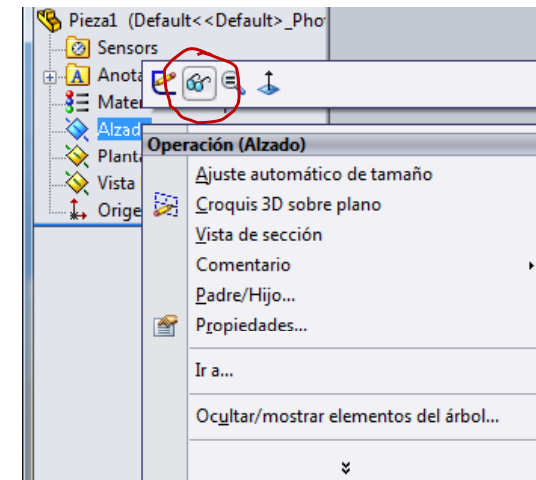 Pieza1 (Default<<Default>_Phot
Sensors
Anota
Mater
Alzad
Planta
Vista
Orige
Operación (Alzado)
Ajuste automático de tamaño
Croquis 3D sobre plano
Vista de sección
Comentario
Padre/Hijo...
Propiedades...
Ir a...
Ocultar/mostrar elementos del árbol...